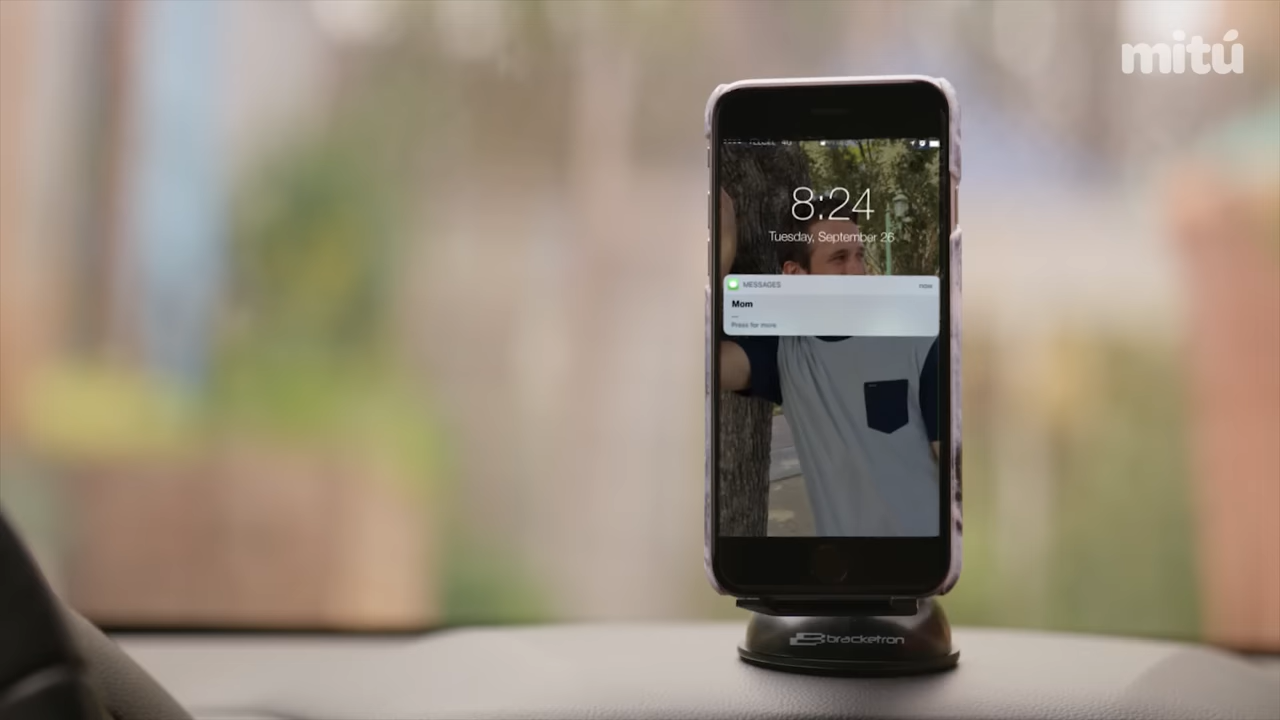 mitú
8:24
Tuesday, September 26
MESSAGES now
Mom
Press for more
bracketron